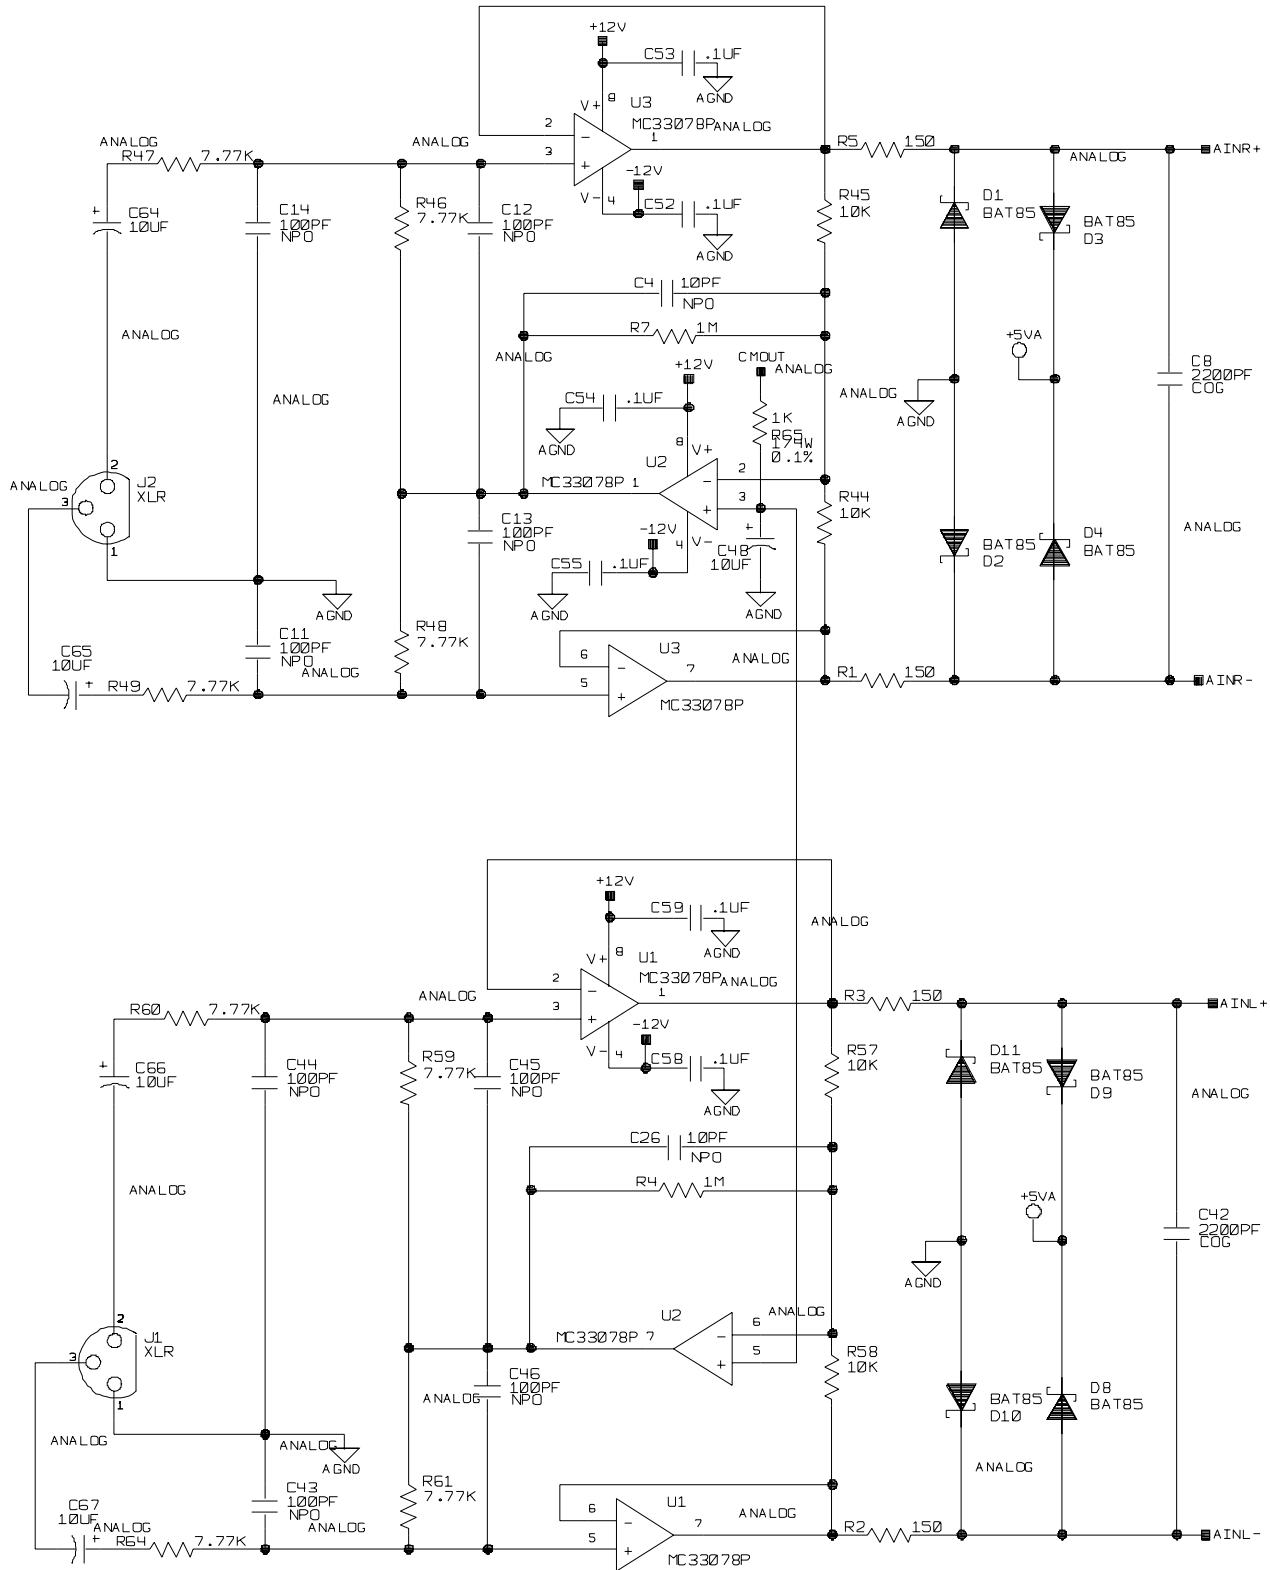 +12V
C53 .1UF
AGND
V+ 8
U3
MC33078P
ANALOG
2
3
1
ANALOG
R47 7.77K
ANALOG
-12V
V- 4
C52 .1UF
AGND
+
C64
10UF
C14
100PF
NPO
R46
7.77K
C12
100PF
NPO
R5 150
AINR+
ANALOG
R45
10K
D1
BAT85
BAT85
D3
C4 10PF
NPO
R7 1M
ANALOG
ANALOG
+12V
CMOUT
ANALOG
+5VA
C8
2200PF
COG
ANALOG
C54 .1UF
AGND
1K
R65
1/4W
0.1%
ANALOG
AGND
8 V+
U2
MC33078P 1
2
3
ANALOG
2
3
1
J2
XLR
C13
100PF
NPO
R44
10K
ANALOG
-12V
4 V-
C55 .1UF
AGND
+
C48
10UF
AGND
BAT85
D2
D4
BAT85
AGND
C11
100PF
NPO
ANALOG
R48
7.77K
C65
10UF
+
R49 7.77K
6
5
U3
7
MC33078P
ANALOG
R1 150
AINR-
+12V
C59 .1UF
AGND
ANALOG
V+ 8
U1
MC33078P
ANALOG
2
3
1
R60 7.77K
ANALOG
-12V
V- 4
C58 .1UF
AGND
R3 150
AINL+
+
C66
10UF
C44
100PF
NPO
R59
7.77K
C45
100PF
NPO
R57
10K
D11
BAT85
BAT85
D9
ANALOG
C26 10PF
NPO
R4 1M
ANALOG
+5VA
C42
2200PF
COG
AGND
U2
MC33078P 7
6
5
ANALOG
2
3
1
J1
XLR
C46
100PF
NPO
ANALOG
R58
10K
BAT85
D10
D8
BAT85
ANALOG
ANALOG
AGND
ANALOG
C43
100PF
NPO
ANALOG
R61
7.77K
C67
10UF
+
ANALOG
R64 7.77K
6
5
U1
7
MC33078P
ANALOG
R2 150
AINL-